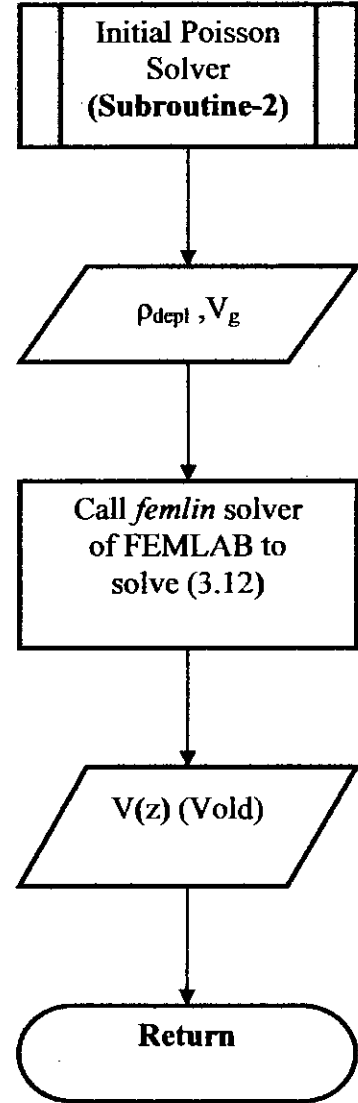 Initial Poisson
Solver
(Subroutine-2)
ρdepl ,Vg
Call femlin solver
of FEMLAB to
solve (3.12)
V(z) (Vold)
Return